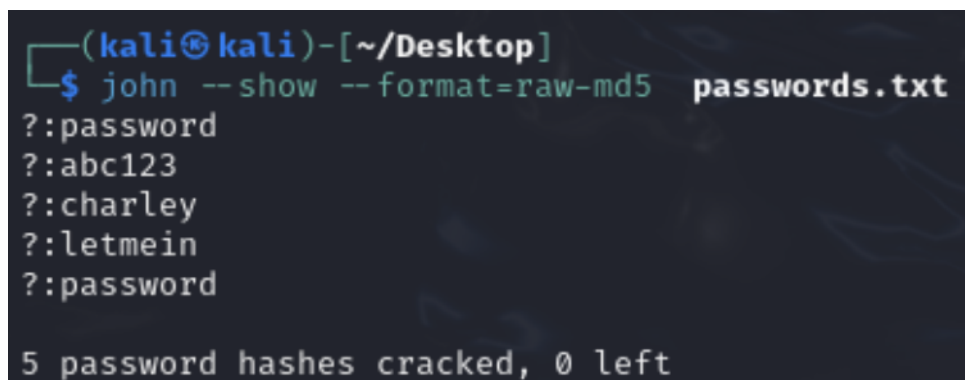 ┌──(kali㉿kali)-[~/Desktop]
└─$ john --show --format=raw-md5 passwords.txt
?:password
?:abc123
?:charley
?:letmein
?:password
5 password hashes cracked, 0 left